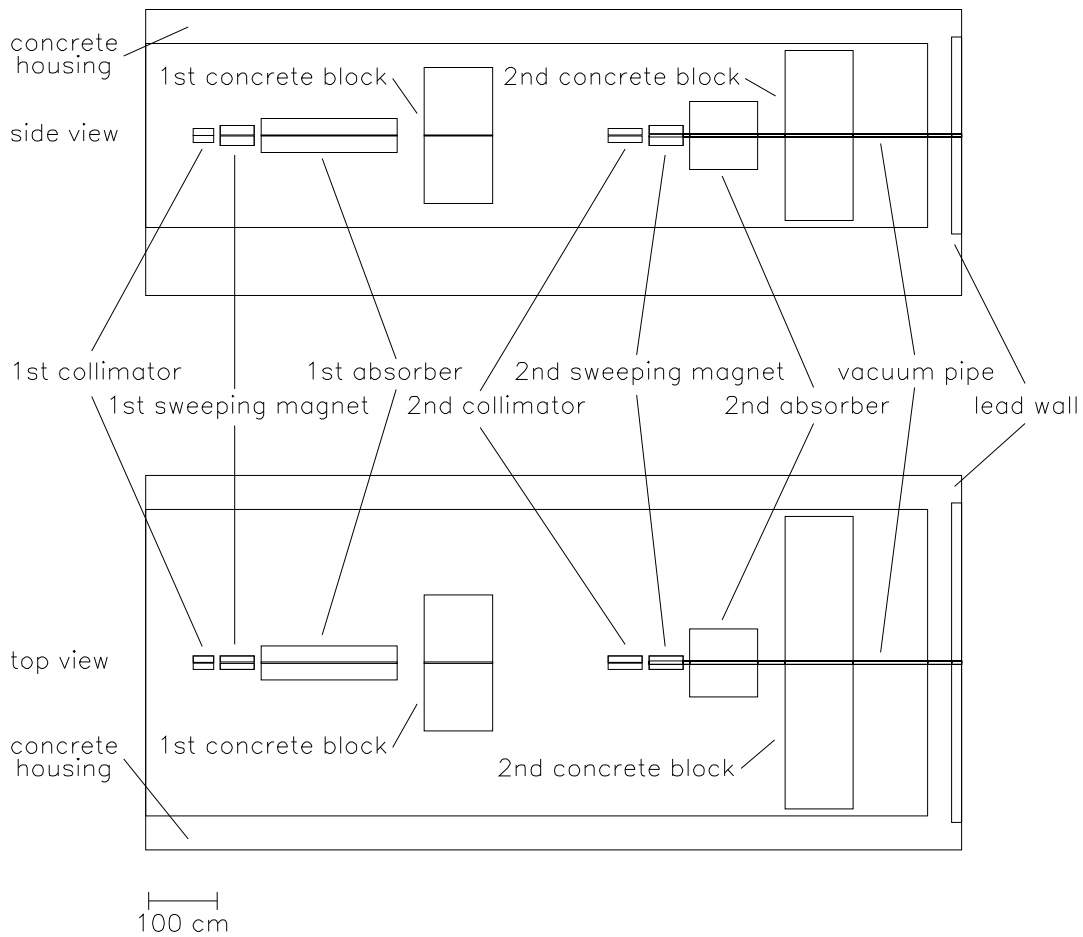 concrete
housing
1st concrete block
2nd concrete block
side view
1st collimator
1st absorber
2nd sweeping magnet
vacuum pipe
1st sweeping magnet
2nd collimator
2nd absorber
lead wall
top view
concrete
housing
1st concrete block
2nd concrete block
100 cm